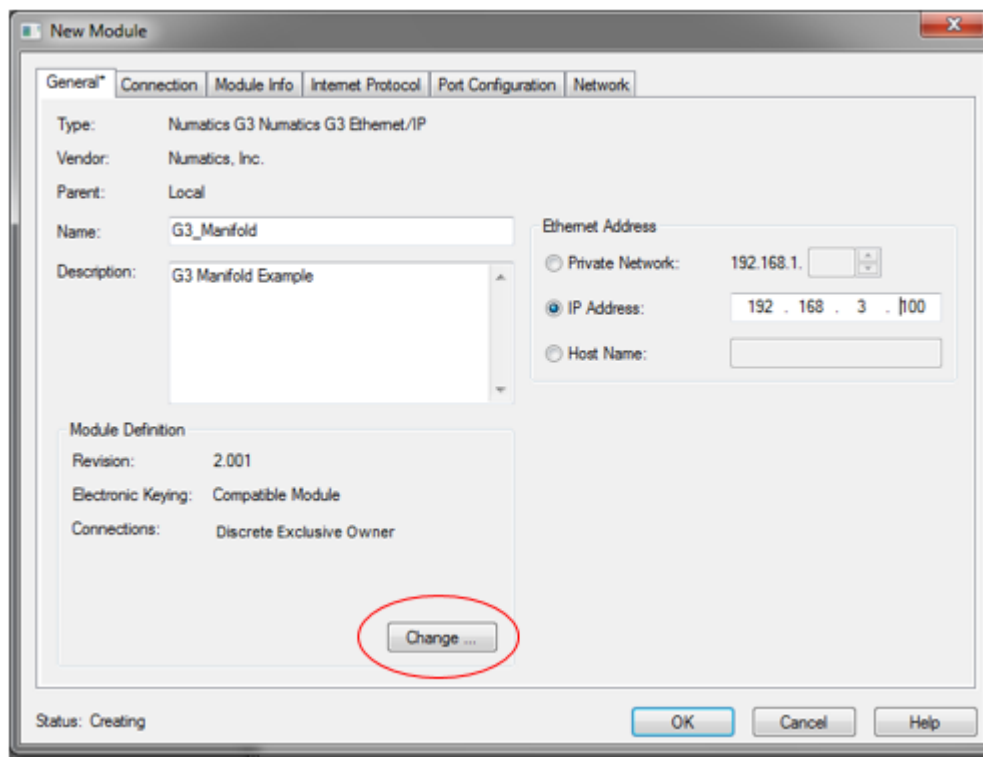 New Module
General* Connection Module Info Internet Protocol Port Configuration Network
Type: Numatics G3 Numatics G3 Ethernet/IP
Vendor: Numatics, Inc.
Parent: Local
Name: G3_Manifold
Description: G3 Manifold Example
Ethernet Address
Private Network: 192.168.1.
IP Address: 192 . 168 . 3 . 100
Host Name:
Module Definition
Revision: 2.001
Electronic Keying: Compatible Module
Connections: Discrete Exclusive Owner
Change ...
Status: Creating
OK Cancel Help